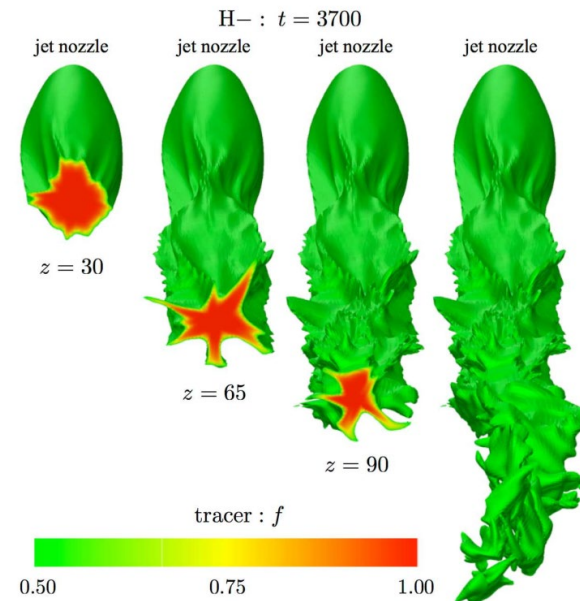 H− : t = 3700
jet nozzle jet nozzle jet nozzle jet nozzle
z = 30
z = 65
z = 90
tracer : f
0.50 0.75 1.00